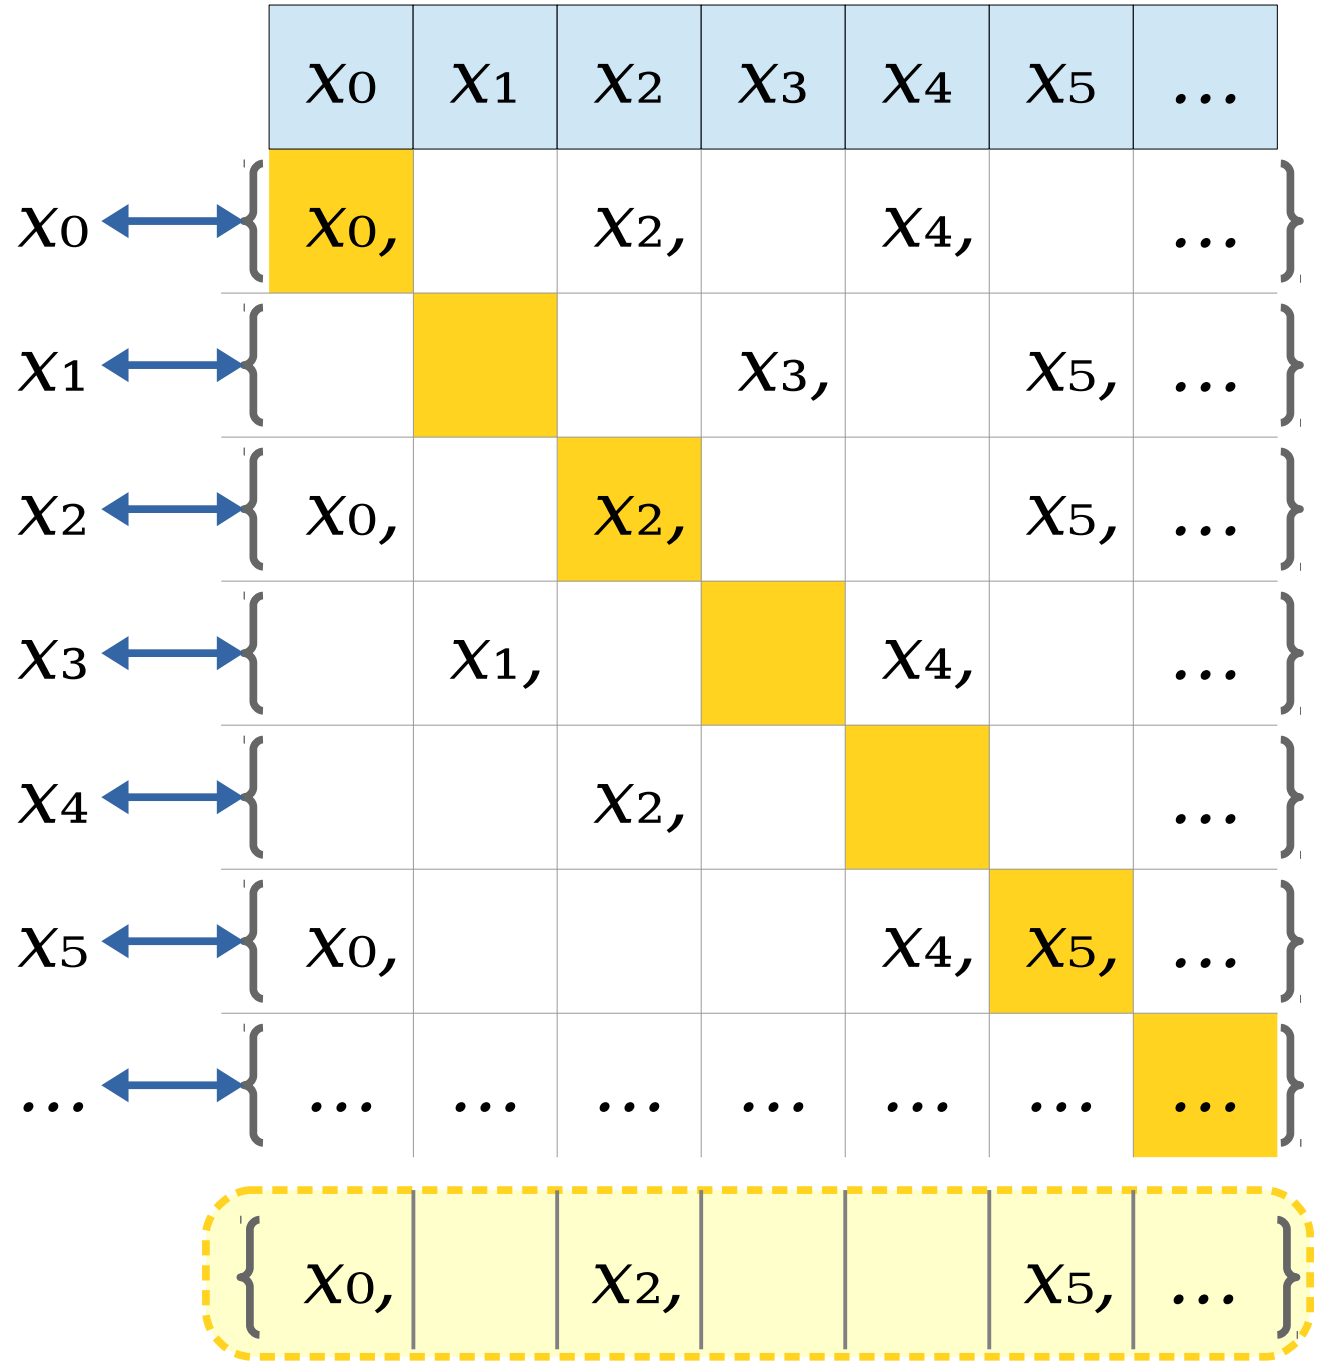 x₀ x₁ x₂ x₃ x₄ x₅ ...
x₀ { x₀, x₂, x₄, ... }
x₁ { x₃, x₅, ... }
x₂ { x₀, x₂, x₅, ... }
x₃ { x₁, x₄, ... }
x₄ { x₂, ... }
x₅ { x₀, x₄, x₅, ... }
... { ... ... ... ... ... ... ... }
{ x₀, x₂, x₅, ... }